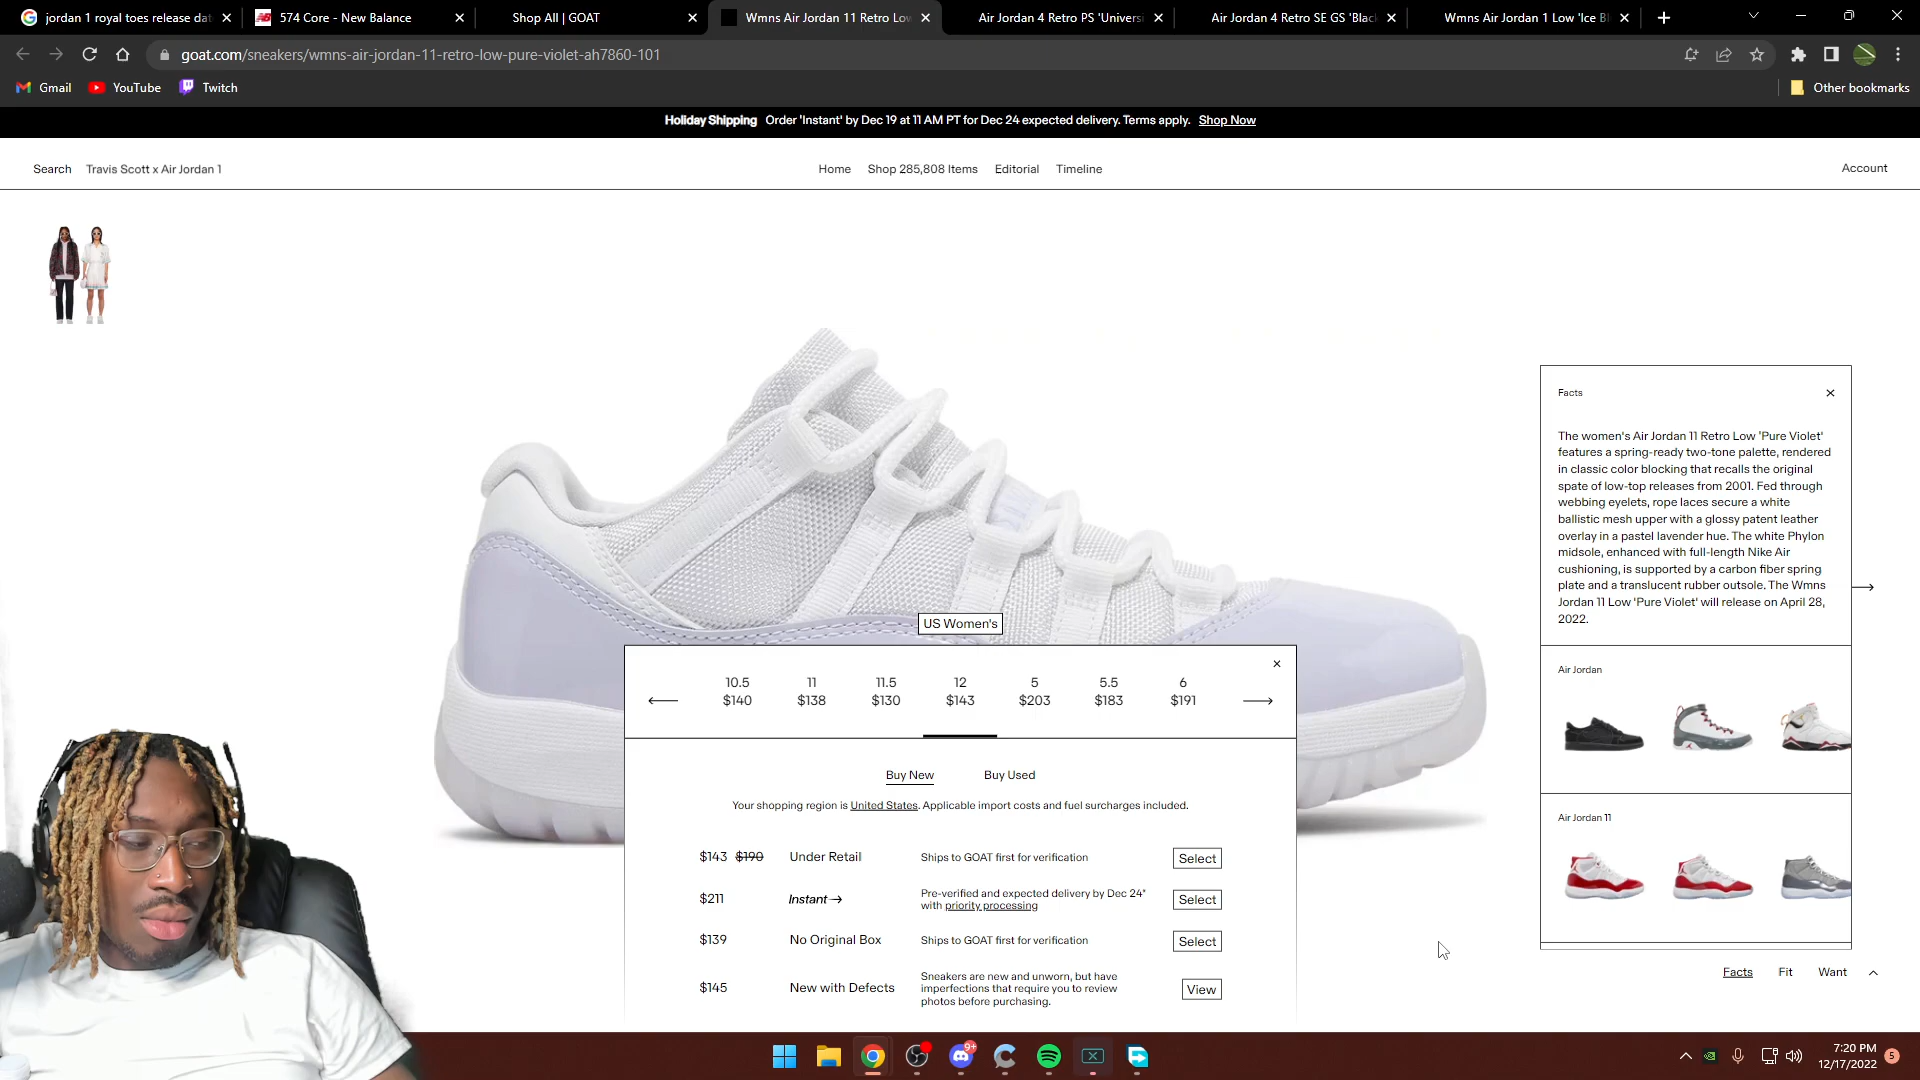 jordan 1 royal toes release dat
574 Core - New Balance
Shop All | GOAT
Wmns Air Jordan 11 Retro Low
Air Jordan 4 Retro PS 'Universi
Air Jordan 4 Retro SE GS 'Black
Wmns Air Jordan 1 Low 'Ice Bl
goat.com/sneakers/wmns-air-jordan-11-retro-low-pure-violet-ah7860-101
Gmail YouTube Twitch Other bookmarks
Holiday Shipping Order 'Instant' by Dec 19 at 11 AM PT for Dec 24 expected delivery. Terms apply. Shop Now
Search Travis Scott x Air Jordan 1 Home Shop 285,808 Items Editorial Timeline Account
Facts
The women's Air Jordan 11 Retro Low 'Pure Violet'
features a spring-ready two-tone palette, rendered
in classic color blocking that recalls the original
spate of low-top releases from 2001. Fed through
webbing eyelets, rope laces secure a white
ballistic mesh upper with a glossy patent leather
overlay in a pastel lavender hue. The white Phylon
midsole, enhanced with full-length Nike Air
cushioning, is supported by a carbon fiber spring
plate and a translucent rubber outsole. The Wmns
Jordan 11 Low 'Pure Violet' will release on April 28,
2022.
Air Jordan
Air Jordan 11
Facts Fit Want
US Women's
10.5 11 11.5 12 5 5.5 6
$140 $138 $130 $143 $203 $183 $191
Buy New Buy Used
Your shopping region is United States. Applicable import costs and fuel surcharges included.
$143 $190 Under Retail Ships to GOAT first for verification Select
$211 Instant → Pre-verified and expected delivery by Dec 24*
with priority processing Select
$139 No Original Box Ships to GOAT first for verification Select
$145 New with Defects Sneakers are new and unworn, but have
imperfections that require you to review
photos before purchasing. View
9+
7:20 PM
12/17/2022
5